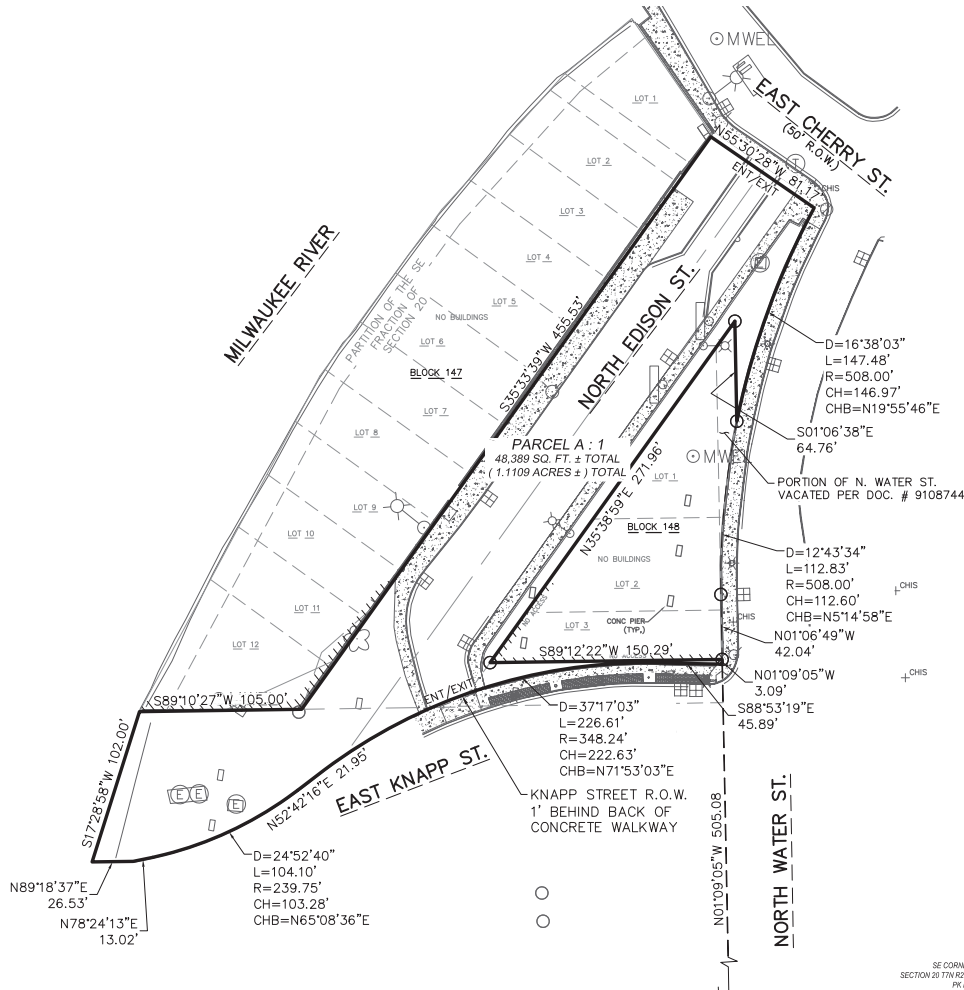 MWEL
EAST CHERRY ST.
(50' R.O.W.)
N55°30'28"W 81.17'
ENT/EXIT
CHIS
LOT 1
LOT 2
LOT 3
LOT 4
LOT 5
NO BUILDINGS
LOT 6
BLOCK 147
LOT 7
LOT 8
LOT 9
LOT 10
LOT 11
LOT 12
MILWAUKEE RIVER
PARTITION OF THE SE
FRACTION OF
SECTION 20
S35°33'39"W 455.53'
NORTH EDISON ST.
D=16°38'03"
L=147.48'
R=508.00'
CH=146.97'
CHB=N19°55'46"E
S01°06'38"E
64.76'
PARCEL A : 1
48,389 SQ. FT. ± TOTAL
( 1.1109 ACRES ± ) TOTAL
MW
PORTION OF N. WATER ST.
VACATED PER DOC. # 9108744
N35°38'59"E 271.96'
LOT 1
BLOCK 148
NO BUILDINGS
LOT 2
CONC PIER
(TYP.)
LOT 3
NO ACCESS
D=12°43'34"
L=112.83'
R=508.00'
CH=112.60'
CHB=N5°14'58"E
CHIS
CHIS
N01°06'49"W
42.04'
S89°12'22"W 150.29'
N01°09'05"W
3.09'
CHIS
S88°53'19"E
45.89'
S89°10'27"W 105.00'
ENT/EXIT
D=37°17'03"
L=226.61'
R=348.24'
CH=222.63'
CHB=N71°53'03"E
S17°28'58"W 102.00'
E
E
E
N52°42'16"E 21.95'
EAST KNAPP ST.
KNAPP STREET R.O.W.
1' BEHIND BACK OF
CONCRETE WALKWAY
D=24°52'40"
L=104.10'
R=239.75'
CH=103.28'
CHB=N65°08'36"E
N89°18'37"E
26.53'
N78°24'13"E
13.02'
N01°09'05"W 505.08
NORTH WATER ST.
SE CORN
SECTION 20 T7N R2
PK